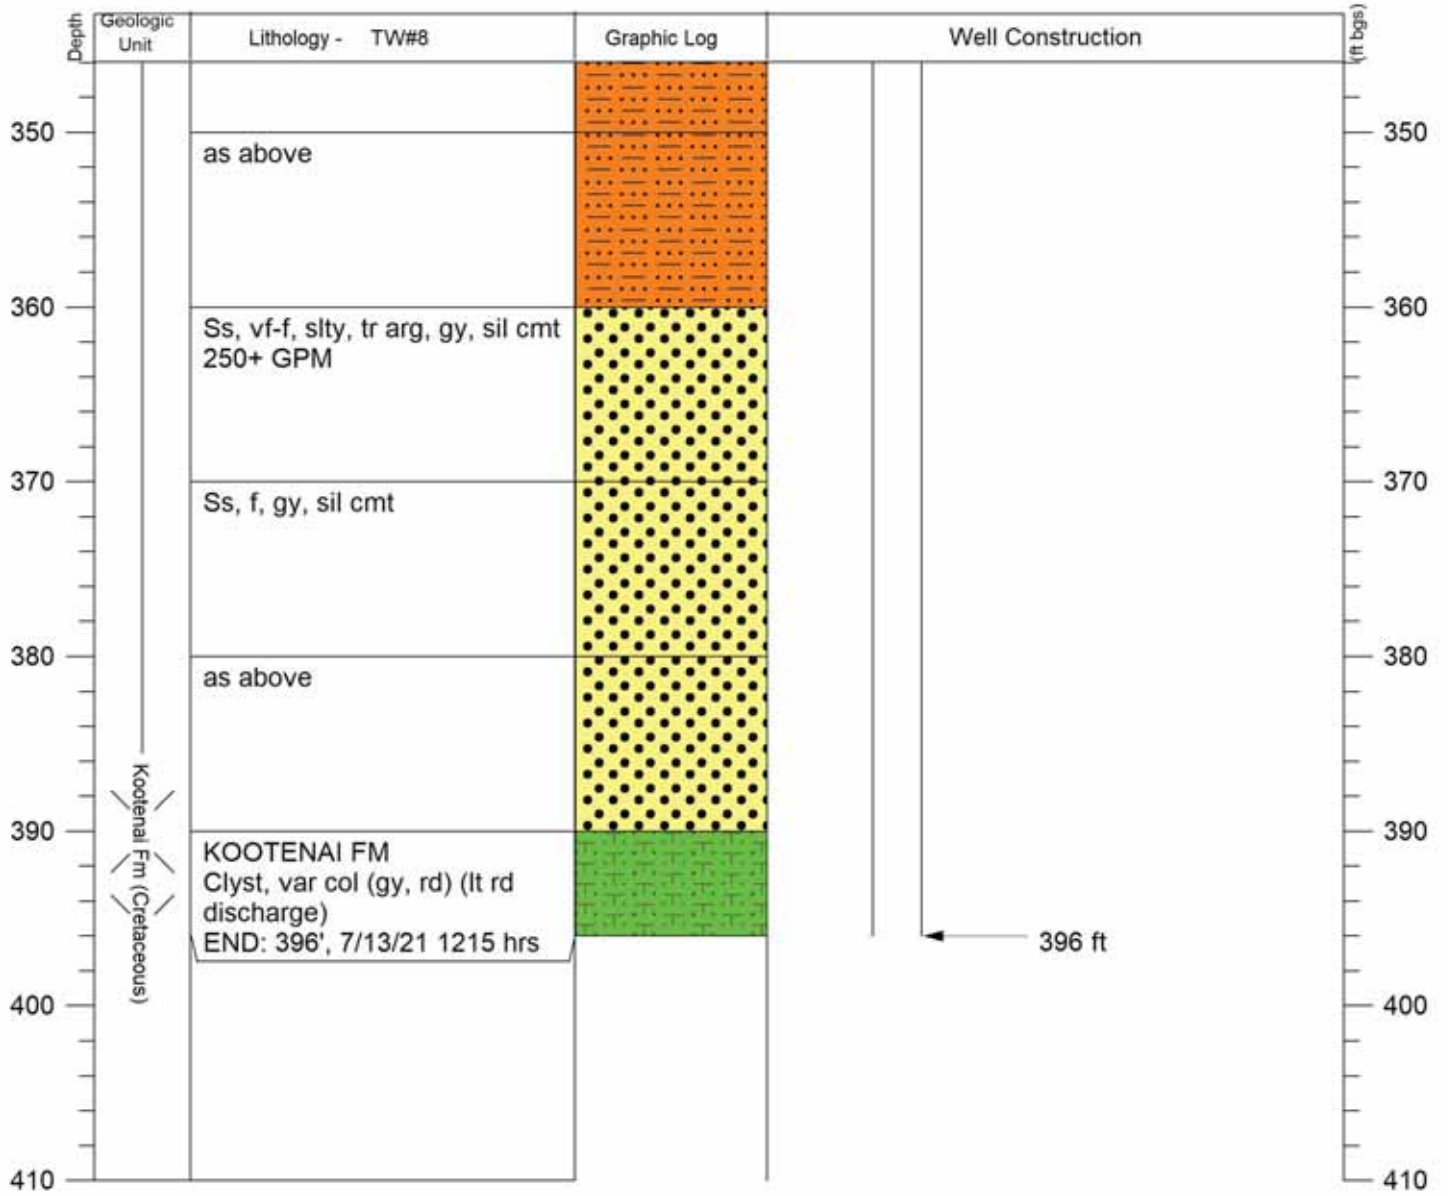 Depth
Geologic
Unit
Lithology - TW#8
Graphic Log
Well Construction
(ft bgs)
350
as above
350
360
Ss, vf-f, slty, tr arg, gy, sil cmt
250+ GPM
360
370
Ss, f, gy, sil cmt
370
380
as above
380
Kootenai Fm (Cretaceous)
390
KOOTENAI FM
Clyst, var col (gy, rd) (lt rd
discharge)
END: 396', 7/13/21 1215 hrs
390
396 ft
400
400
410
410